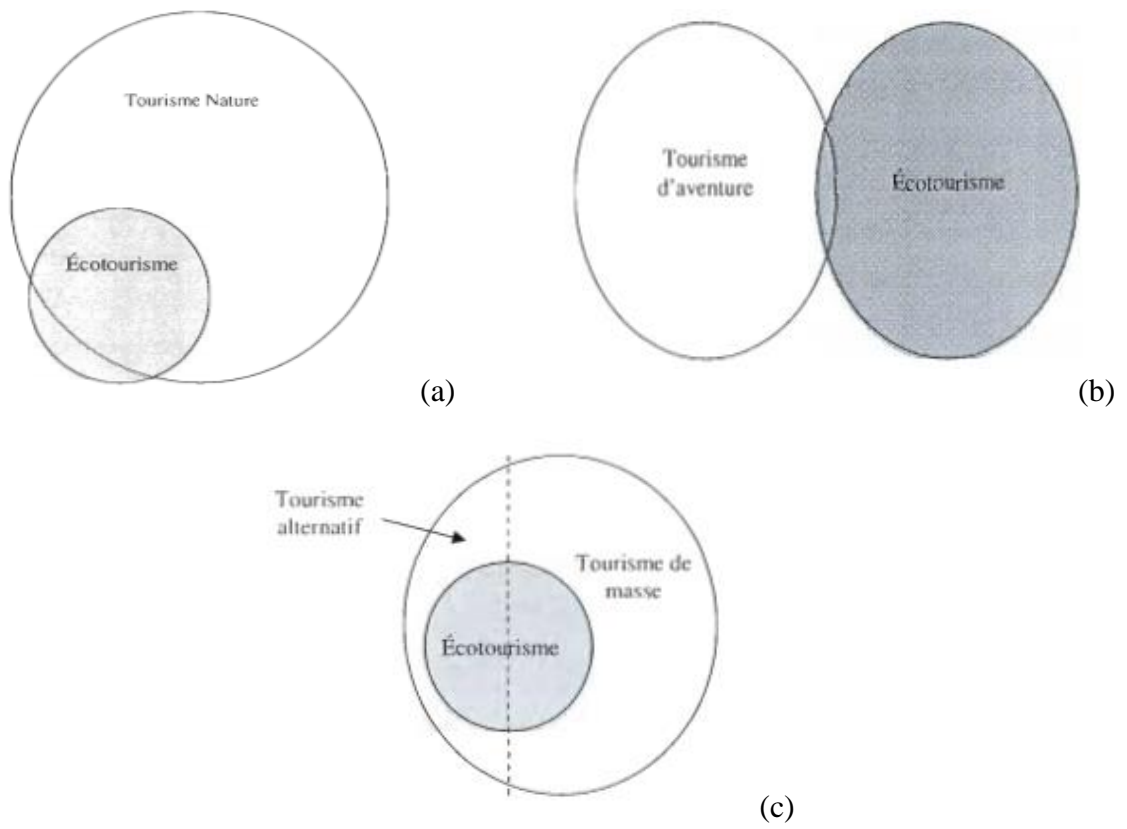 Tourisme Nature
Écotourisme
(a)
Tourisme
d'aventure
Écotourisme
(b)
Tourisme
alternatif
Tourisme de
masse
Écotourisme
(c)